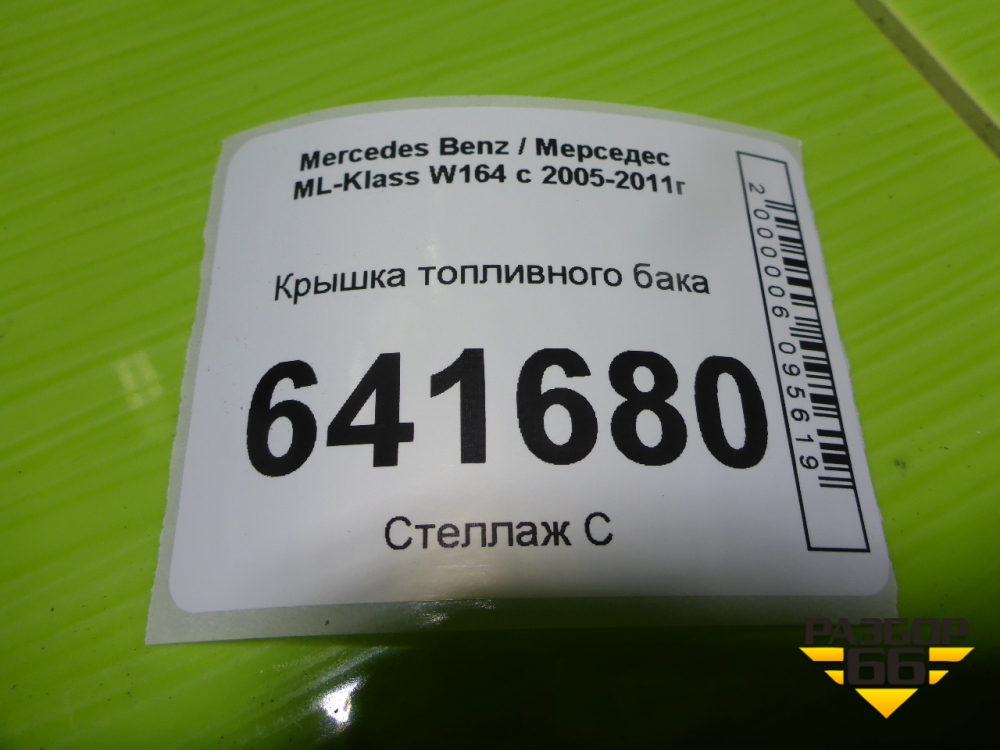 Mercedes Benz / Мерседес
ML-Klass W164 с 2005-2011г
Крышка топливного бака
641680
Стеллаж С
2000006095619
РАЗБОР
66